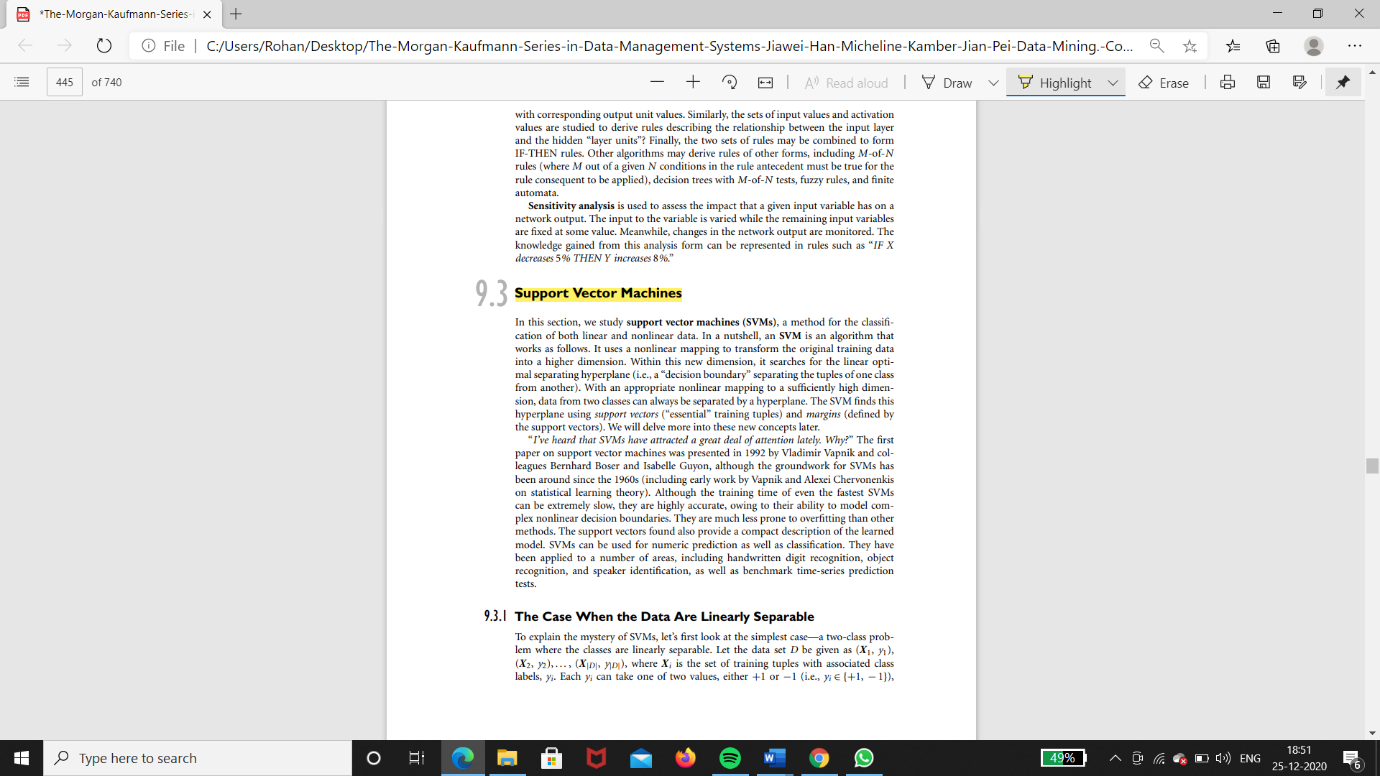 *The-Morgan-Kaufmann-Series-
File | C:/Users/Rohan/Desktop/The-Morgan-Kaufmann-Series-in-Data-Management-Systems-Jiawei-Han-Micheline-Kamber-Jian-Pei-Data-Mining.-Co...
445 of 740
Read aloud
Draw
Highlight
Erase
with corresponding output unit values. Similarly, the sets of input values and activation
values are studied to derive rules describing the relationship between the input layer
and the hidden “layer units”? Finally, the two sets of rules may be combined to form
IF-THEN rules. Other algorithms may derive rules of other forms, including M-of-N
rules (where M out of a given N conditions in the rule antecedent must be true for the
rule consequent to be applied), decision trees with M-of-N tests, fuzzy rules, and finite
automata.
Sensitivity analysis is used to assess the impact that a given input variable has on a
network output. The input to the variable is varied while the remaining input variables
are fixed at some value. Meanwhile, changes in the network output are monitored. The
knowledge gained from this analysis form can be represented in rules such as “IF X
decreases 5% THEN Y increases 8%.”
9.3 Support Vector Machines
In this section, we study support vector machines (SVMs), a method for the classifi-
cation of both linear and nonlinear data. In a nutshell, an SVM is an algorithm that
works as follows. It uses a nonlinear mapping to transform the original training data
into a higher dimension. Within this new dimension, it searches for the linear opti-
mal separating hyperplane (i.e., a “decision boundary” separating the tuples of one class
from another). With an appropriate nonlinear mapping to a sufficiently high dimen-
sion, data from two classes can always be separated by a hyperplane. The SVM finds this
hyperplane using support vectors (“essential” training tuples) and margins (defined by
the support vectors). We will delve more into these new concepts later.
“I’ve heard that SVMs have attracted a great deal of attention lately. Why?” The first
paper on support vector machines was presented in 1992 by Vladimir Vapnik and col-
leagues Bernhard Boser and Isabelle Guyon, although the groundwork for SVMs has
been around since the 1960s (including early work by Vapnik and Alexei Chervonenkis
on statistical learning theory). Although the training time of even the fastest SVMs
can be extremely slow, they are highly accurate, owing to their ability to model com-
plex nonlinear decision boundaries. They are much less prone to overfitting than other
methods. The support vectors found also provide a compact description of the learned
model. SVMs can be used for numeric prediction as well as classification. They have
been applied to a number of areas, including handwritten digit recognition, object
recognition, and speaker identification, as well as benchmark time-series prediction
tests.
9.3.1 The Case When the Data Are Linearly Separable
To explain the mystery of SVMs, let’s first look at the simplest case—a two-class prob-
lem where the classes are linearly separable. Let the data set D be given as (X₁, y₁),
(X₂, y₂),..., (X|D|, y|D|), where Xᵢ is the set of training tuples with associated class
labels, yᵢ. Each yᵢ can take one of two values, either +1 or −1 (i.e., yᵢ ∈ {+1, − 1}),
Type here to search
49%
ENG
18:51
25-12-2020
6